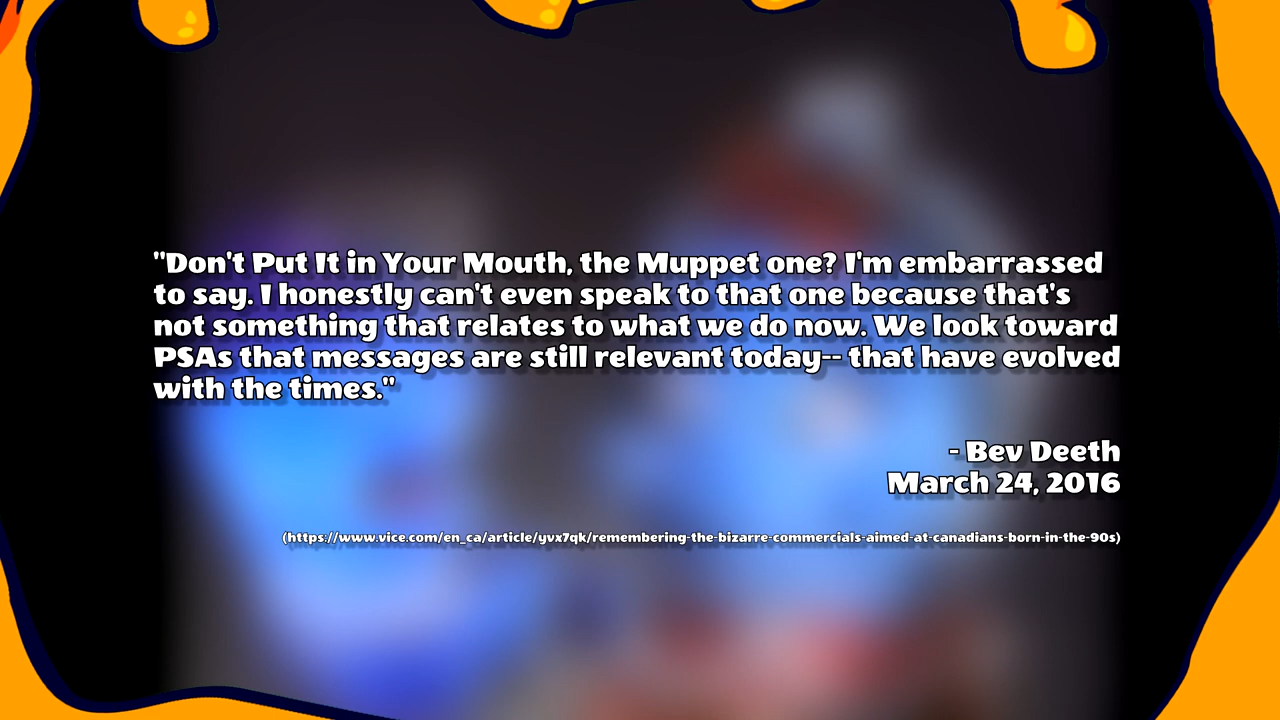 "Don't Put It in Your Mouth, the Muppet one? I'm embarrassed
to say. I honestly can't even speak to that one because that's
not something that relates to what we do now. We look toward
PSAs that messages are still relevant today-- that have evolved
with the times."
- Bev Deeth
March 24, 2016
(https://www.vice.com/en_ca/article/yvx7qk/remembering-the-bizarre-commercials-aimed-at-canadians-born-in-the-90s)